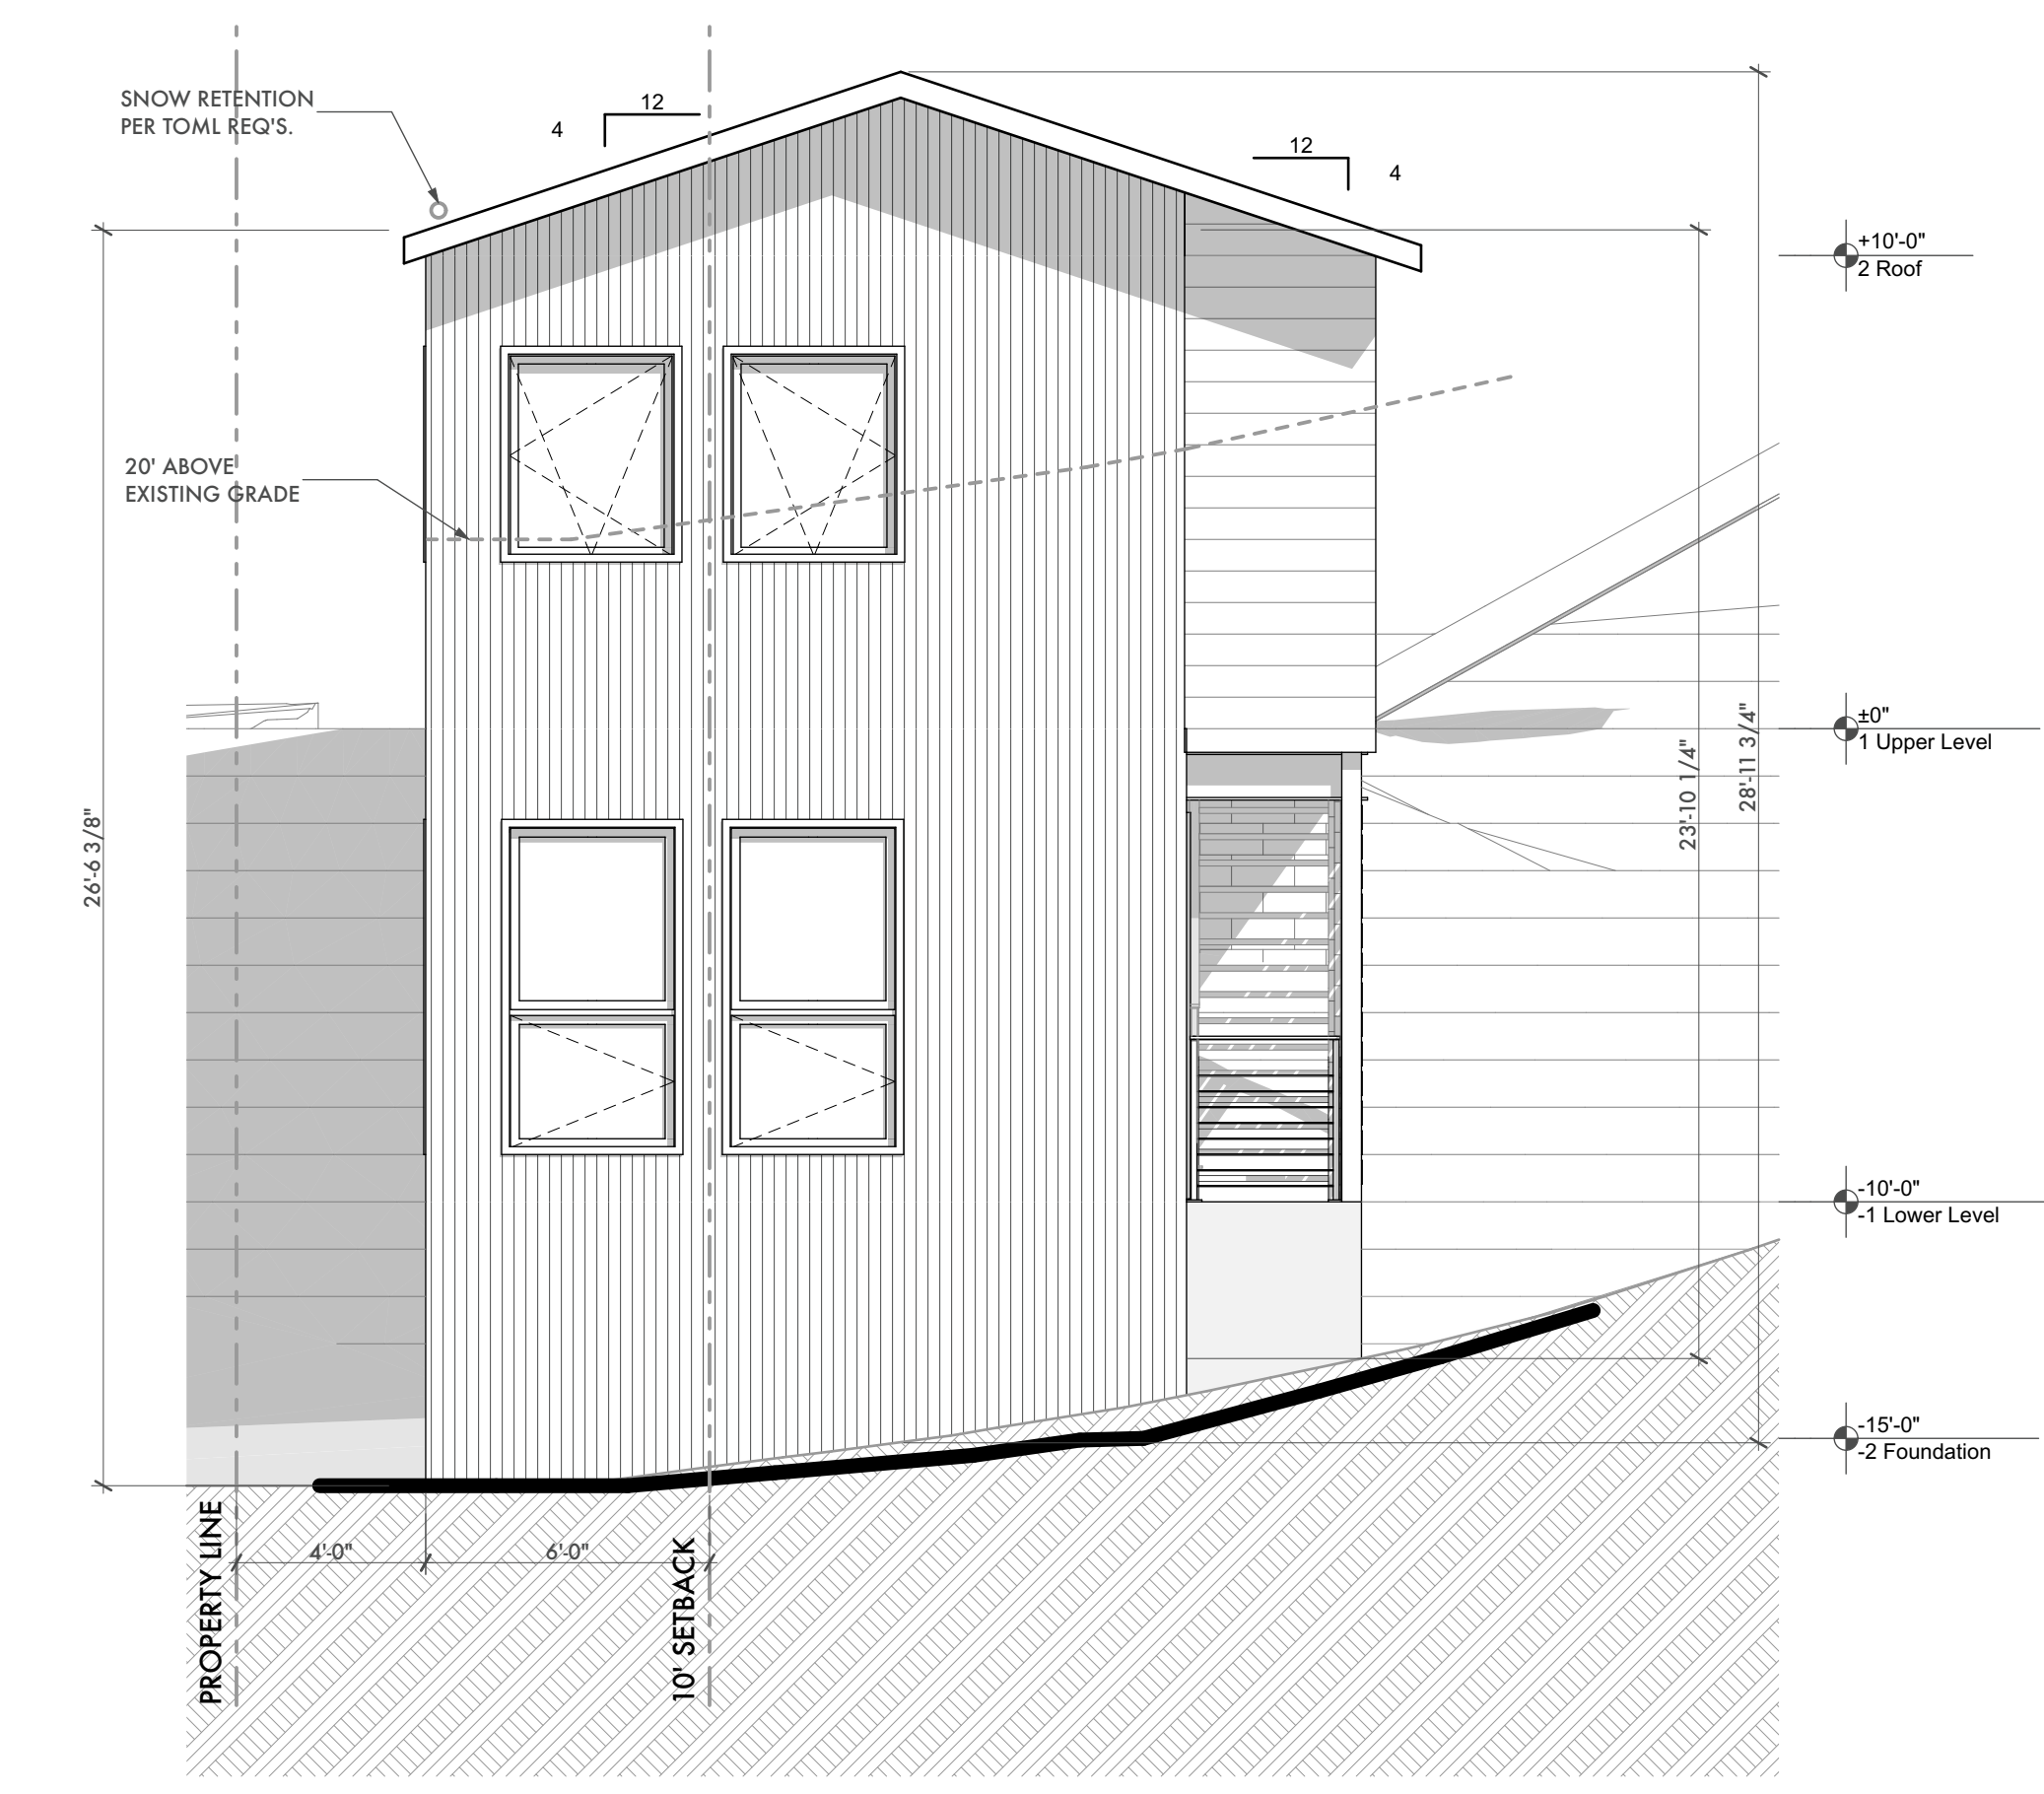 SNOW RETENTION
PER TOML REQ'S.
12
4
12
4
+10'-0"
2 Roof
20' ABOVE
EXISTING GRADE
±0"
1 Upper Level
26'-6 3/8"
23'-10 1/4"
28'-11 3/4"
-10'-0"
-1 Lower Level
-15'-0"
-2 Foundation
PROPERTY LINE
4'-0"
6'-0"
10' SETBACK